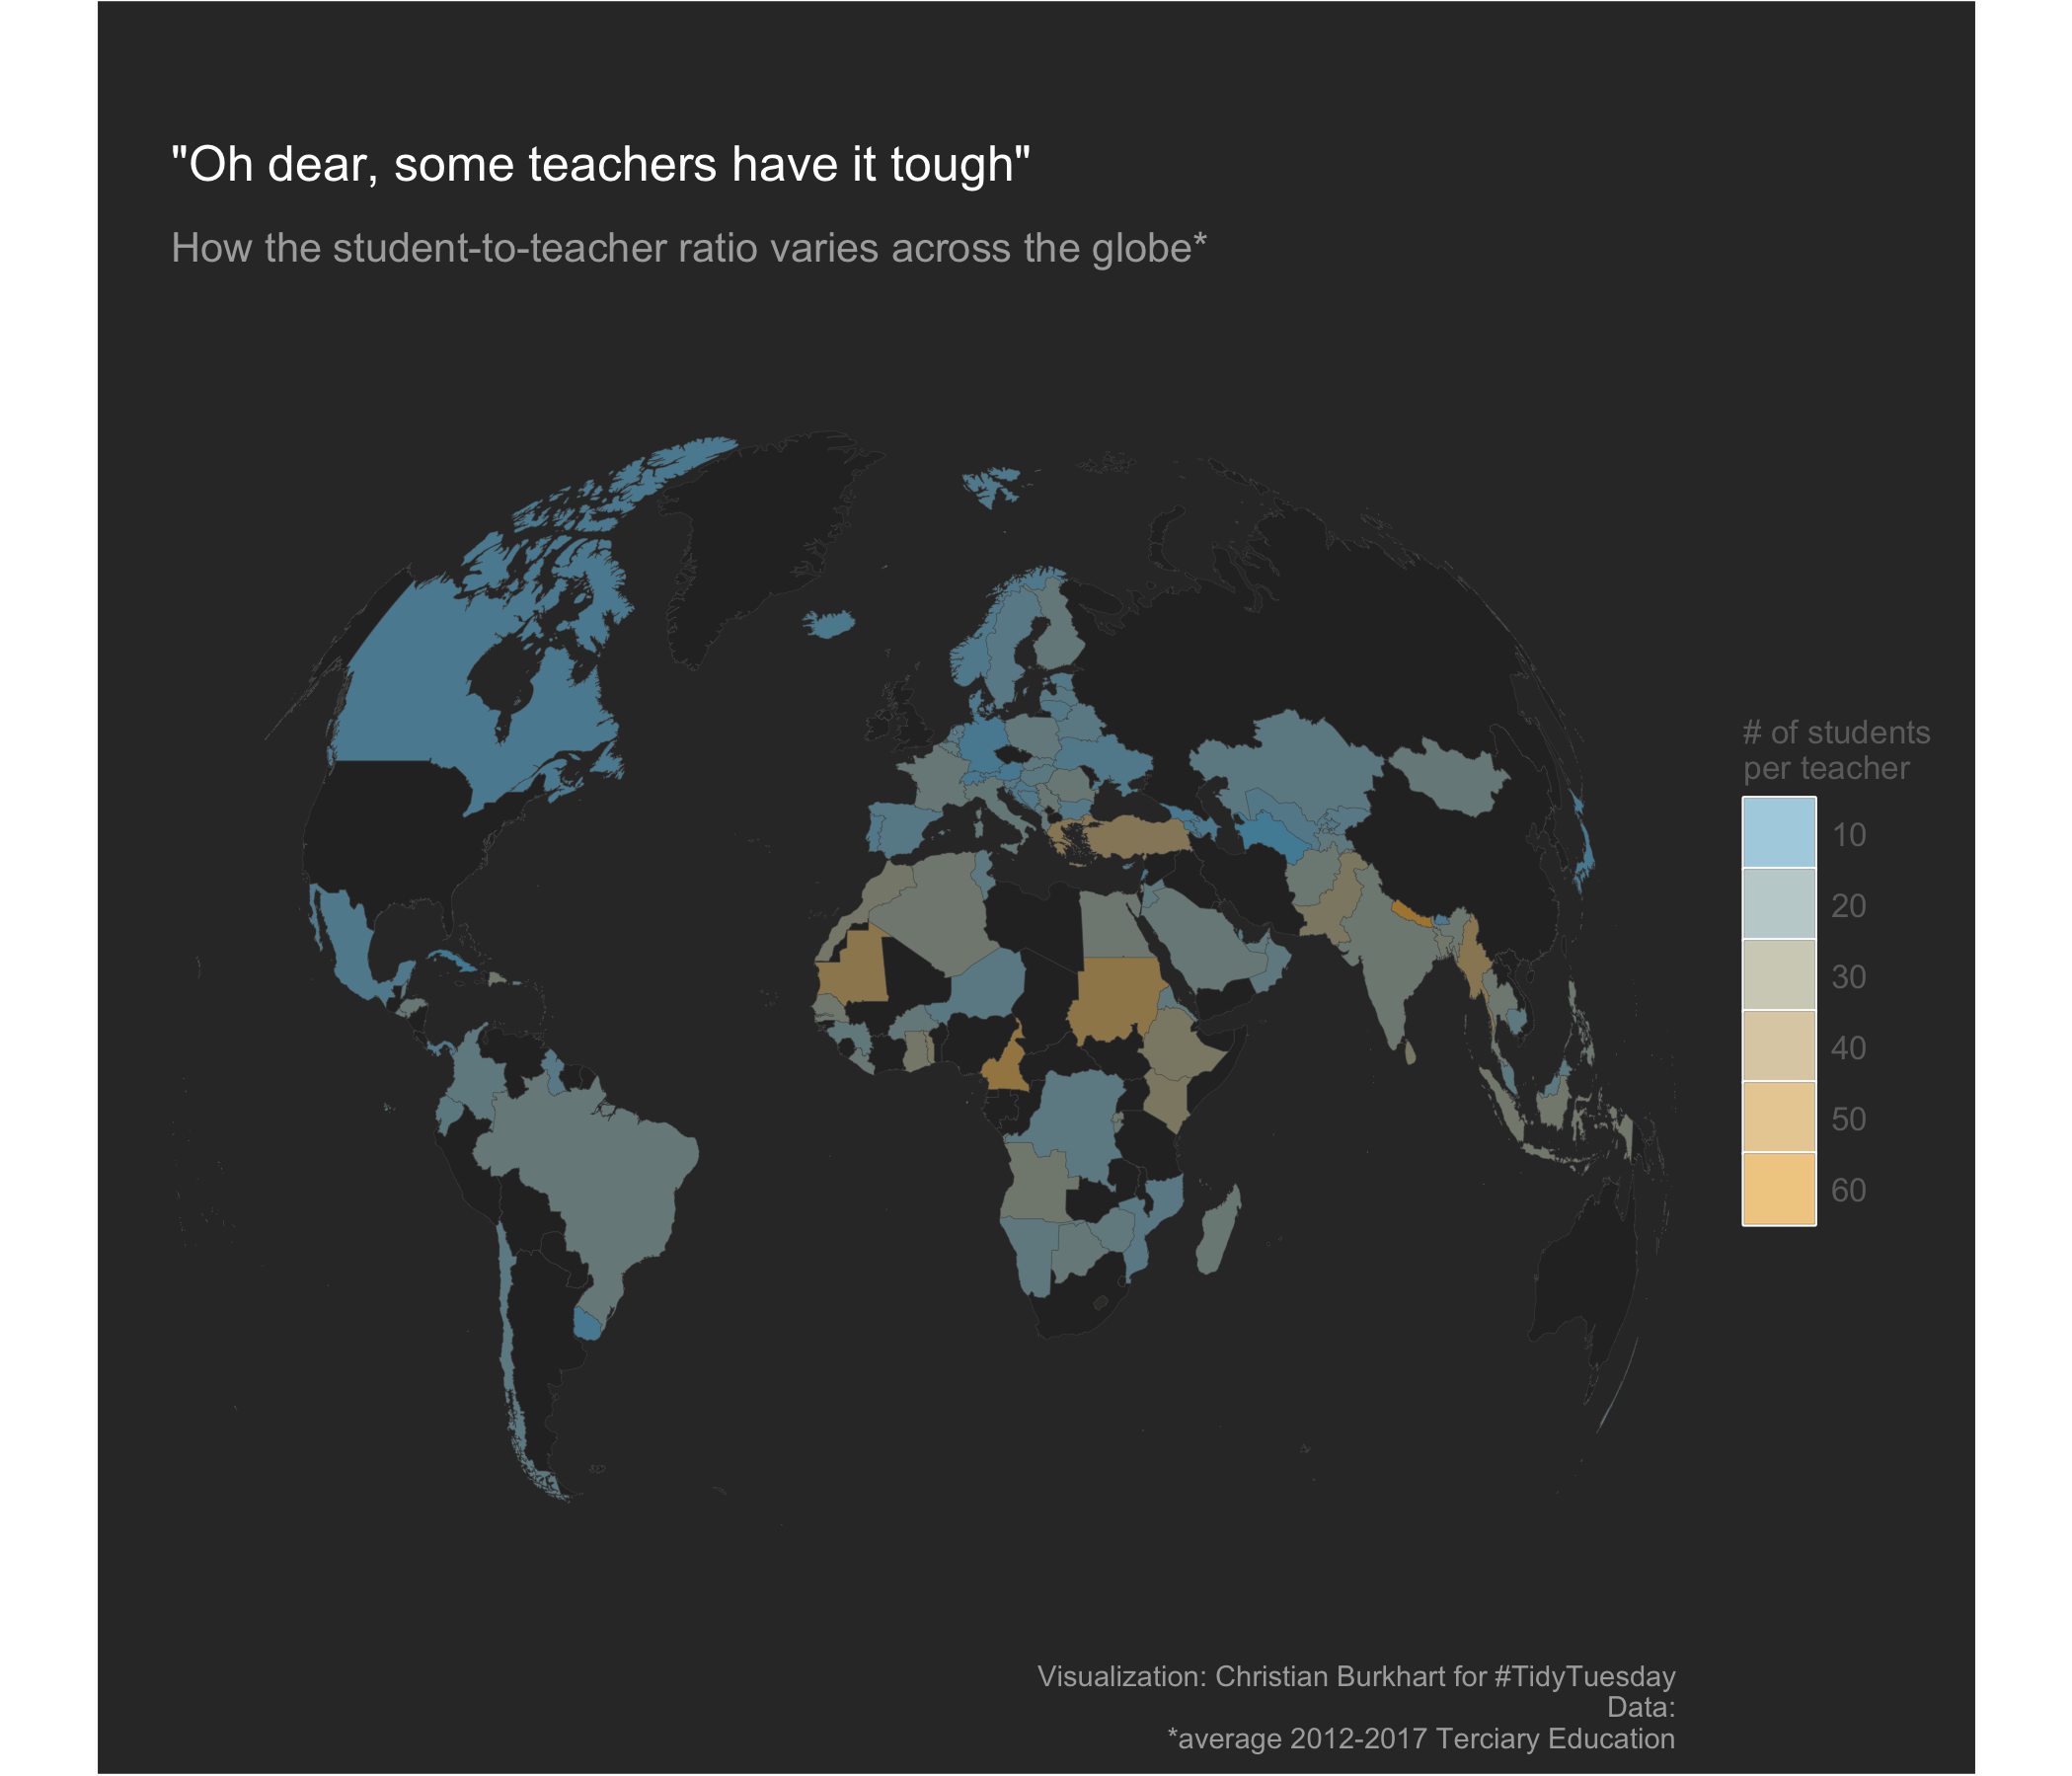 "Oh dear, some teachers have it tough"
How the student-to-teacher ratio varies across the globe*
# of students
per teacher
10
20
30
40
50
60
Visualization: Christian Burkhart for #TidyTuesday
Data:
*average 2012-2017 Terciary Education